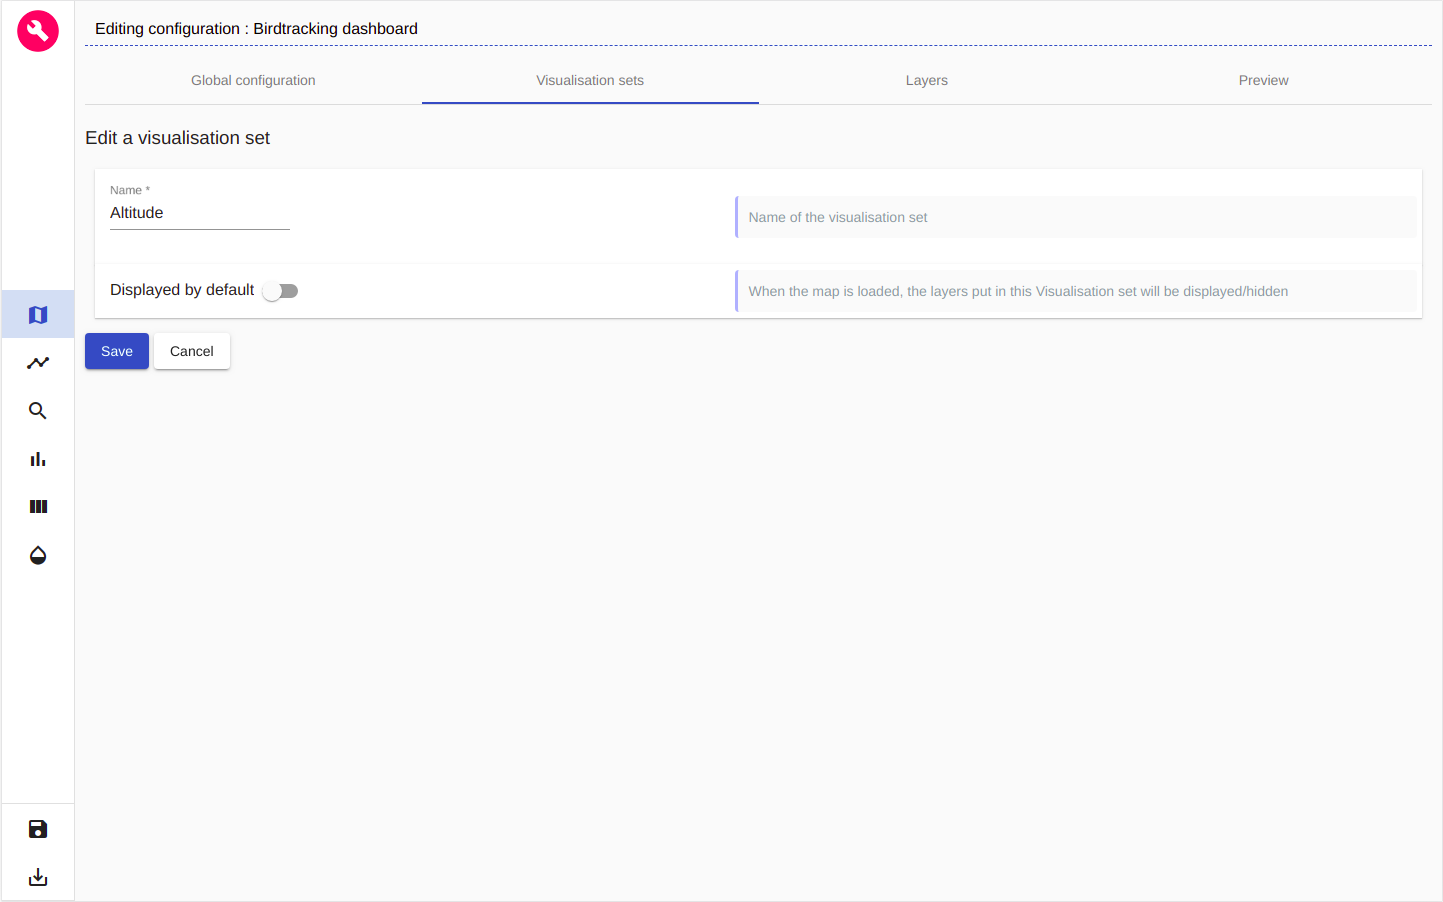 Editing configuration : Birdtracking dashboard
Global configuration
Visualisation sets
Layers
Preview
Edit a visualisation set
Name *
Altitude
Name of the visualisation set
Displayed by default
When the map is loaded, the layers put in this Visualisation set will be displayed/hidden
Save
Cancel